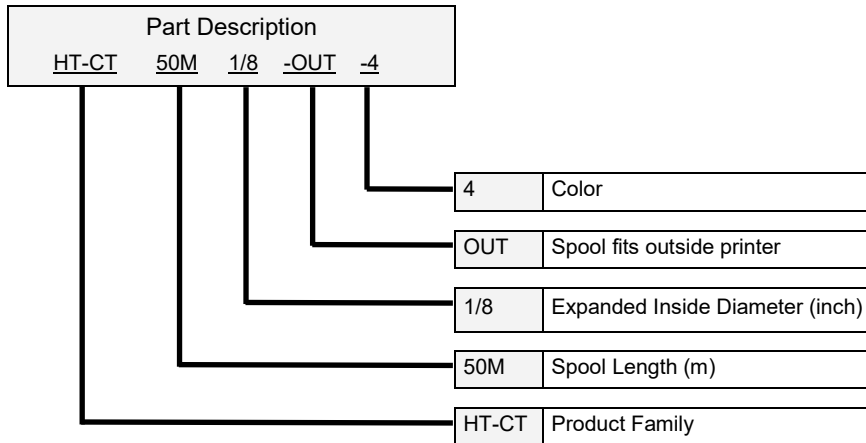 Part Description
HT-CT 50M 1/8 -OUT -4
4 Color
OUT Spool fits outside printer
1/8 Expanded Inside Diameter (inch)
50M Spool Length (m)
HT-CT Product Family